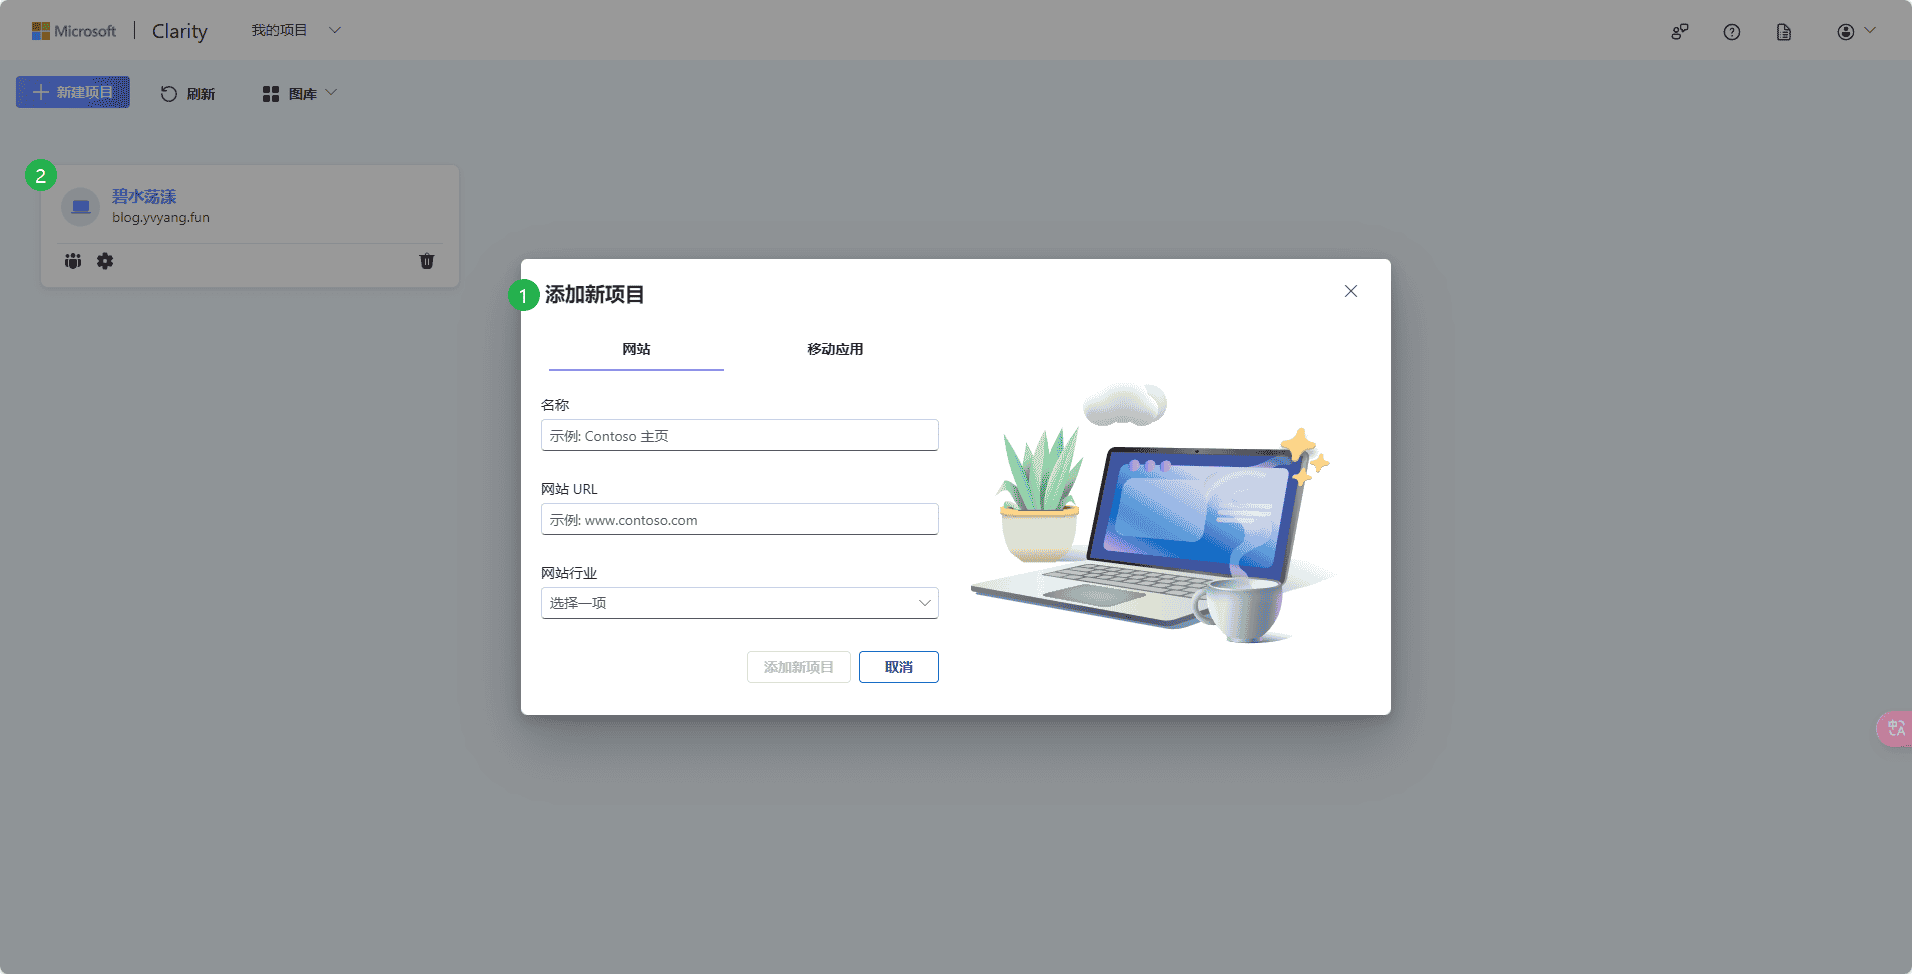 Microsoft | Clarity 我的项目
新建项目 刷新 图库
2
碧水荡漾
blog.yvyang.fun
1 添加新项目
网站 移动应用
名称
示例: Contoso 主页
网站 URL
示例: www.contoso.com
网站行业
选择一项
添加新项目 取消
中A